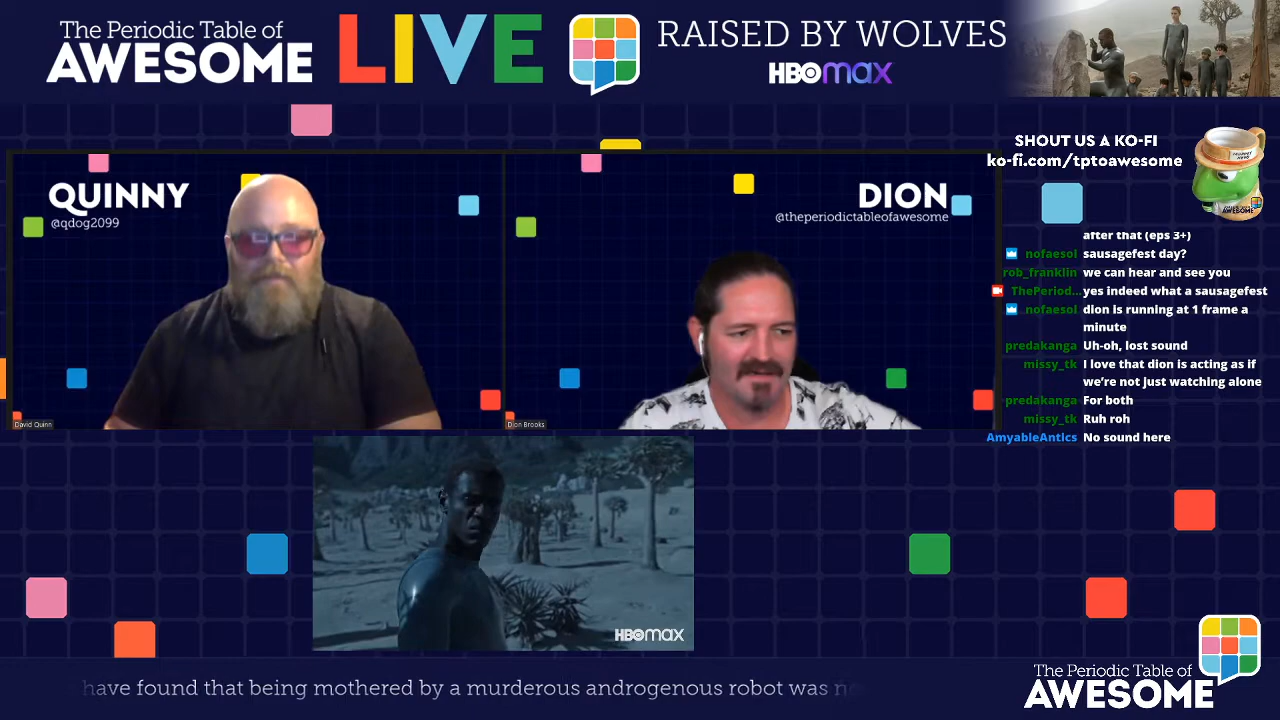 The Periodic Table of
AWESOME
LIVE
RAISED BY WOLVES
HBOmax
SHOUT US A KO-FI
ko-fi.com/tptoawesome
QUINNY
@qdog2099
DION
@theperiodictableofawesome
after that (eps 3+)
nofaesol sausagefest day?
rob_franklin we can hear and see you
ThePeriod... yes indeed what a sausagefest
nofaesol dion is running at 1 frame a
minute
predakanga Uh-oh, lost sound
missy_tk I love that dion is acting as if
we're not just watching alone
predakanga For both
missy_tk Ruh roh
AmyableAntics No sound here
David Quinn
Dion Brooks
HBOmax
have found that being mothered by a murderous androgenous robot was
The Periodic Table of
AWESOME